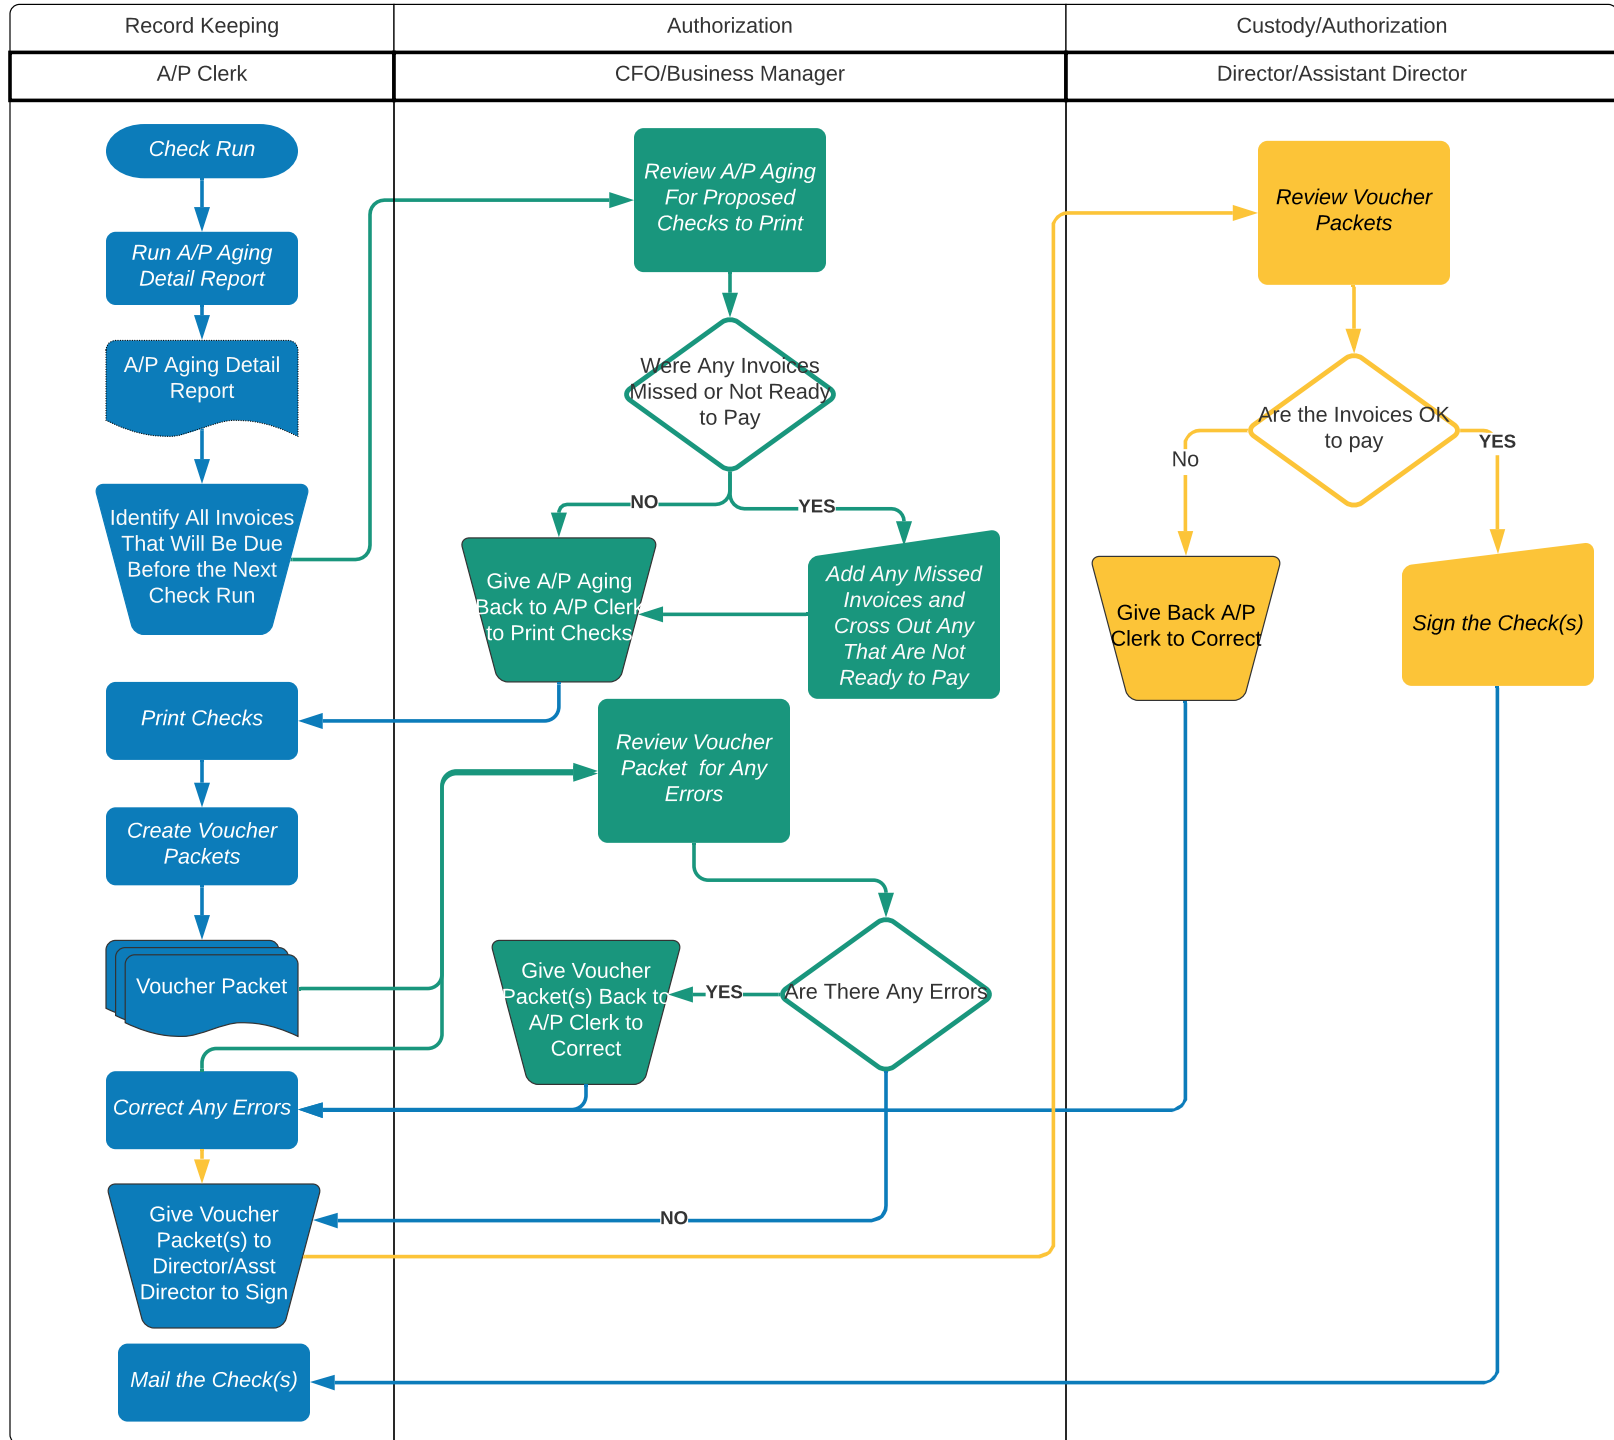 Record Keeping
Authorization
Custody/Authorization
A/P Clerk
CFO/Business Manager
Director/Assistant Director
Check Run
Run A/P Aging
Detail Report
A/P Aging Detail
Report
Identify All Invoices
That Will Be Due
Before the Next
Check Run
Print Checks
Create Voucher
Packets
Voucher Packet
Correct Any Errors
Give Voucher
Packet(s) to
Director/Asst
Director to Sign
Mail the Check(s)
Review A/P Aging
For Proposed
Checks to Print
Were Any Invoices
Missed or Not Ready
to Pay
NO
YES
Give A/P Aging
Back to A/P Clerk
to Print Checks
Add Any Missed
Invoices and
Cross Out Any
That Are Not
Ready to Pay
Review Voucher
Packet for Any
Errors
Are There Any Errors
YES
Give Voucher
Packet(s) Back to
A/P Clerk to
Correct
NO
Review Voucher
Packets
Are the Invoices OK
to pay
No
YES
Give Back A/P
Clerk to Correct
Sign the Check(s)